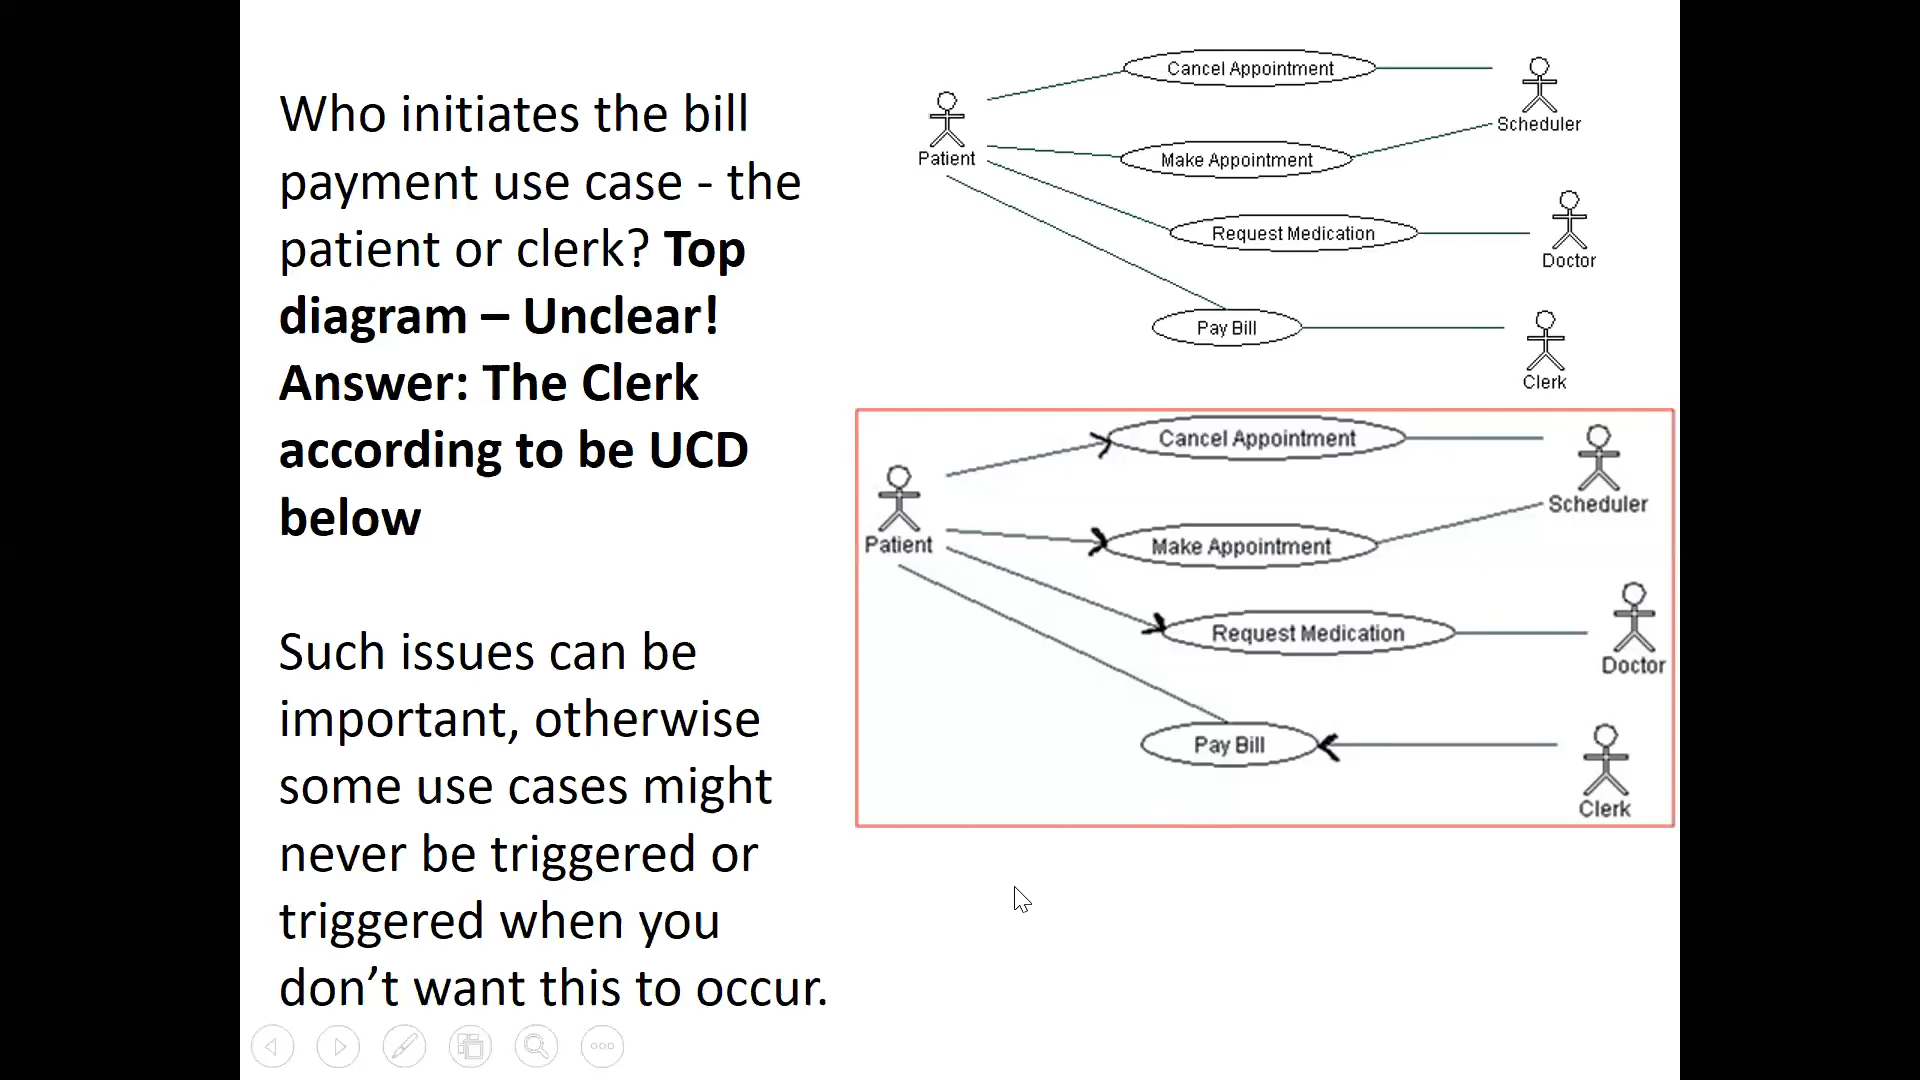 Who initiates the bill
payment use case - the
patient or clerk? Top
diagram – Unclear!
Answer: The Clerk
according to be UCD
below
Such issues can be
important, otherwise
some use cases might
never be triggered or
triggered when you
don’t want this to occur.
Cancel Appointment
Scheduler
Patient
Make Appointment
Request Medication
Doctor
Pay Bill
Clerk
Cancel Appointment
Scheduler
Patient
Make Appointment
Request Medication
Doctor
Pay Bill
Clerk